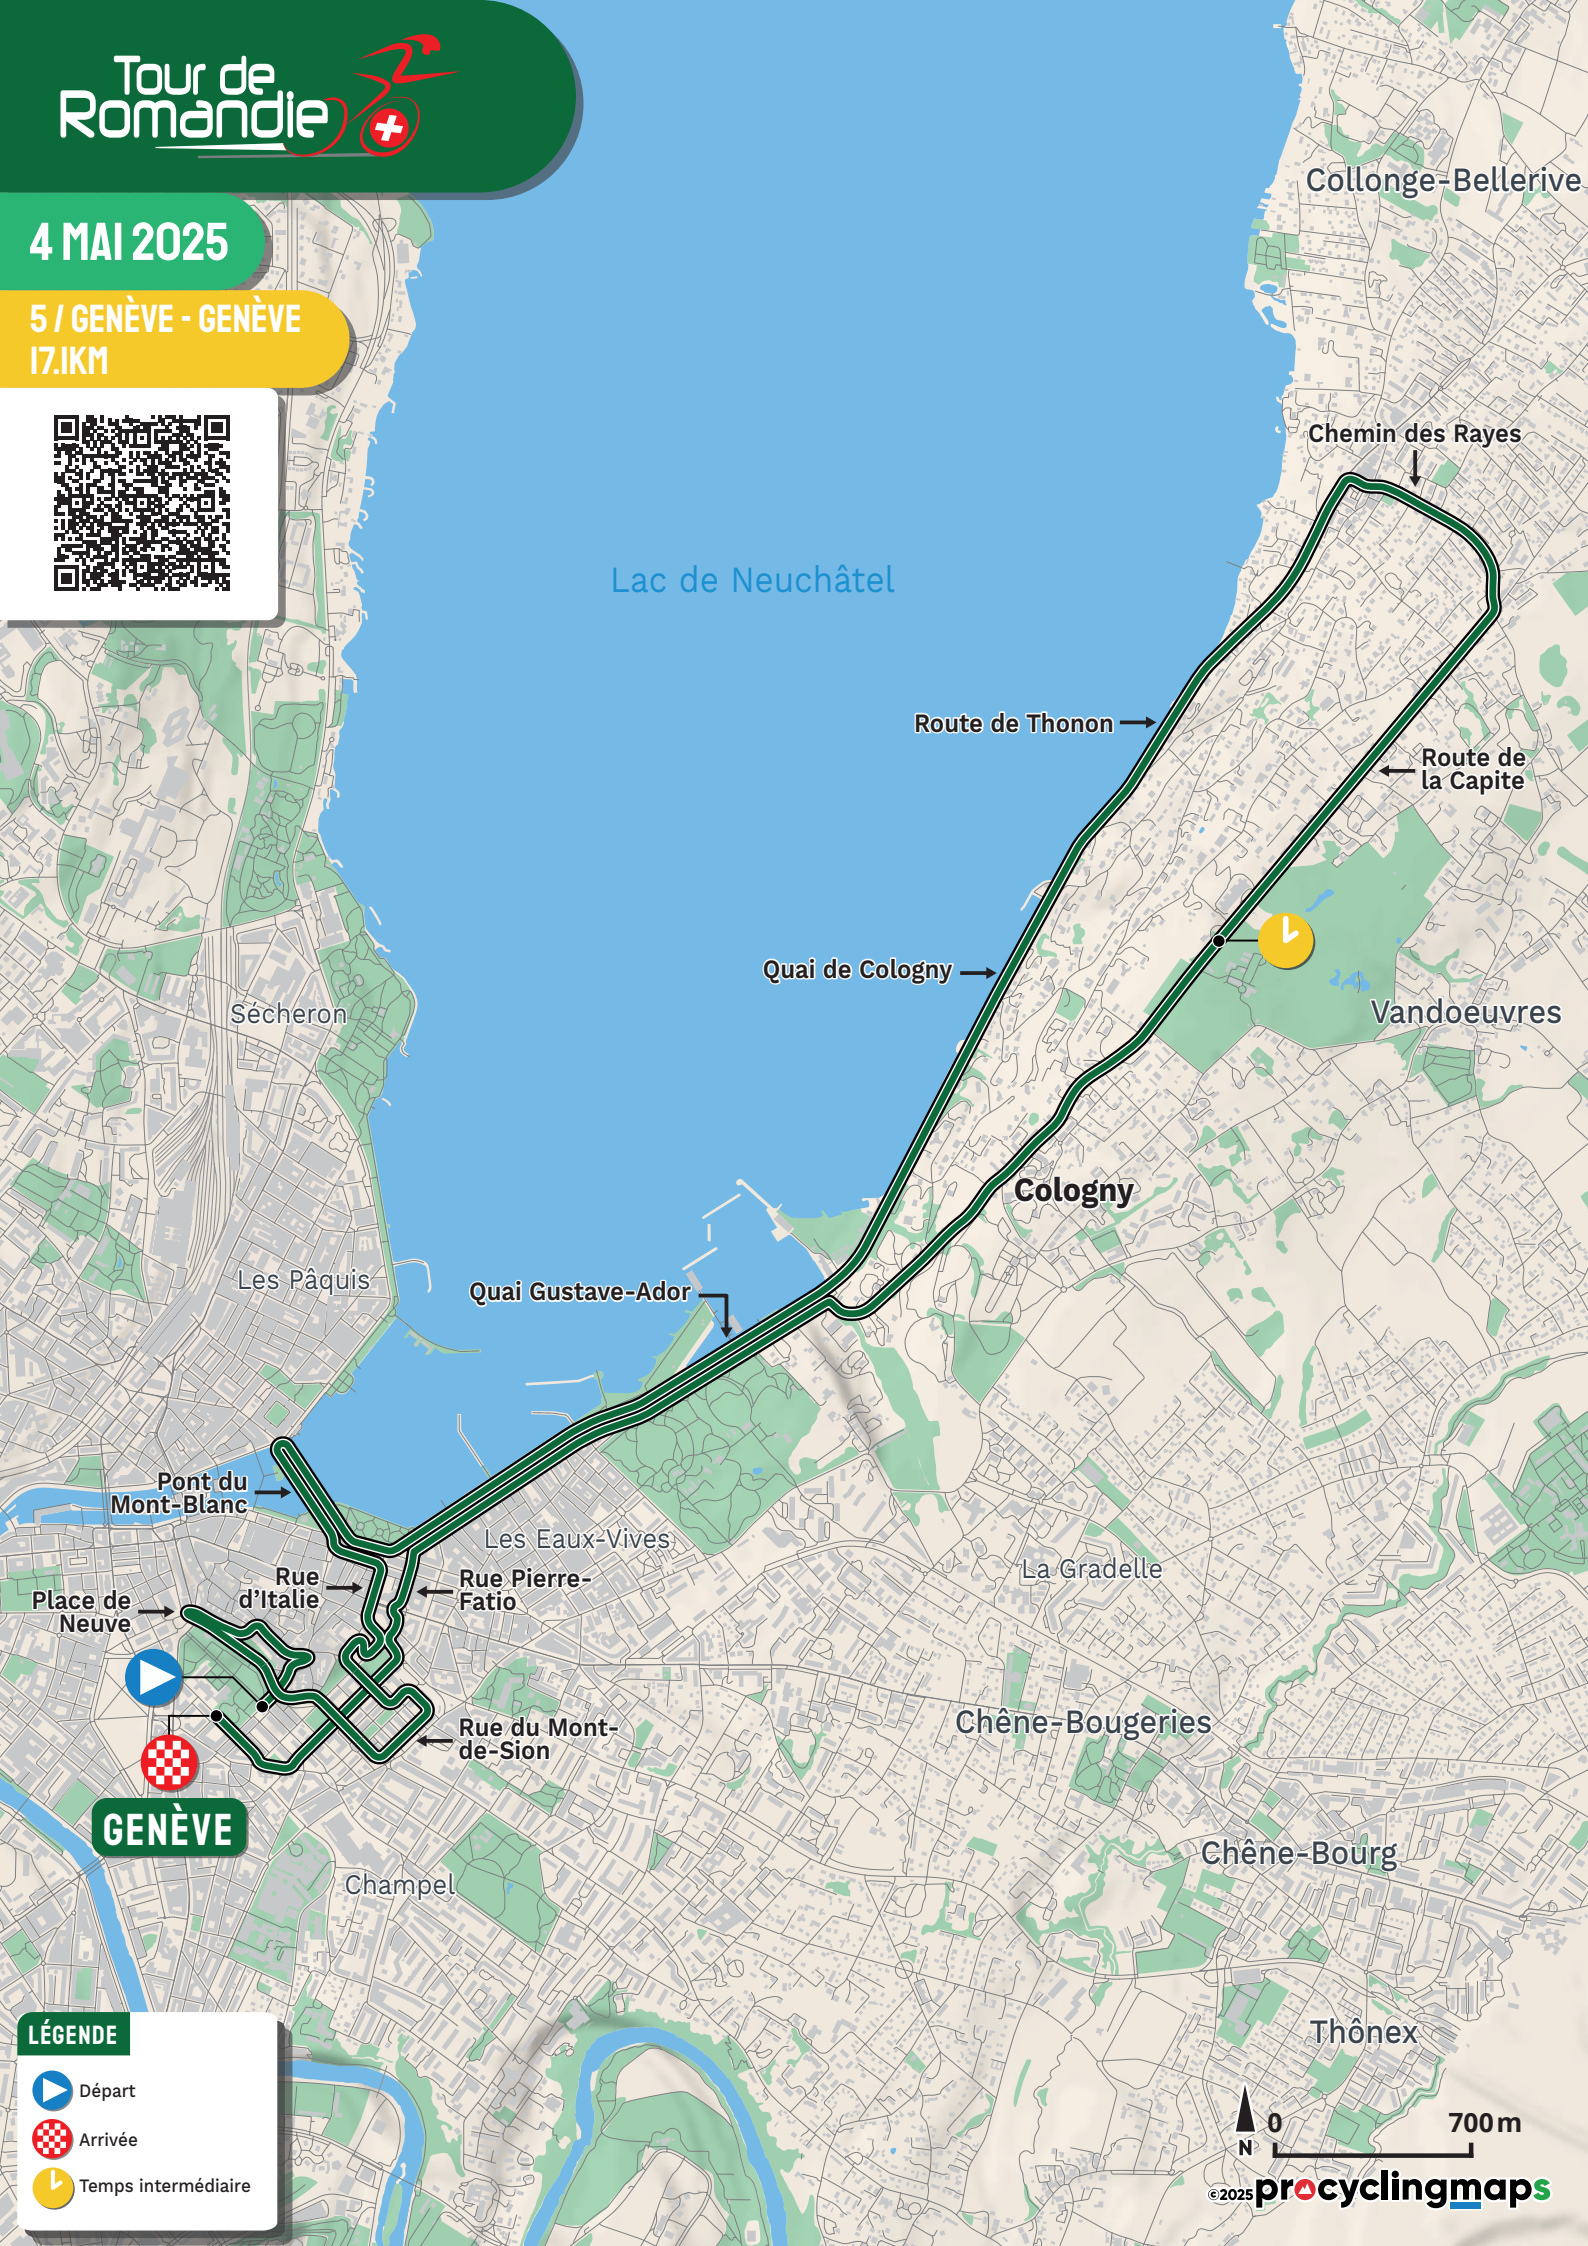 Tour de
Romandie
4 MAI 2025
5 / GENÈVE - GENÈVE
17.1KM
Collonge-Bellerive
Chemin des Rayes
Lac de Neuchâtel
Route de Thonon
Route de
la Capite
Quai de Cologny
Sécheron
Vandoeuvres
Cologny
Les Pâquis
Quai Gustave-Ador
Pont du
Mont-Blanc
Les Eaux-Vives
La Gradelle
Rue
d'Italie
Rue Pierre-
Fatio
Place de
Neuve
Chêne-Bougeries
Rue du Mont-
de-Sion
GENÈVE
Chêne-Bourg
Champel
Thônex
LÉGENDE
Départ
Arrivée
Temps intermédiaire
0 700 m
N
©2025 procyclingmaps